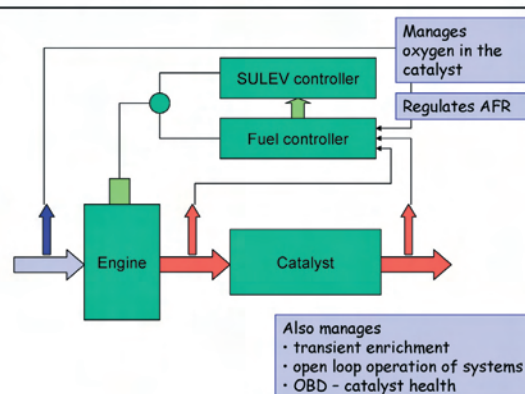 Manages
oxygen in the
catalyst
SULEV controller
Regulates AFR
Fuel controller
Engine
Catalyst
Also manages
• transient enrichment
• open loop operation of systems
• OBD – catalyst health